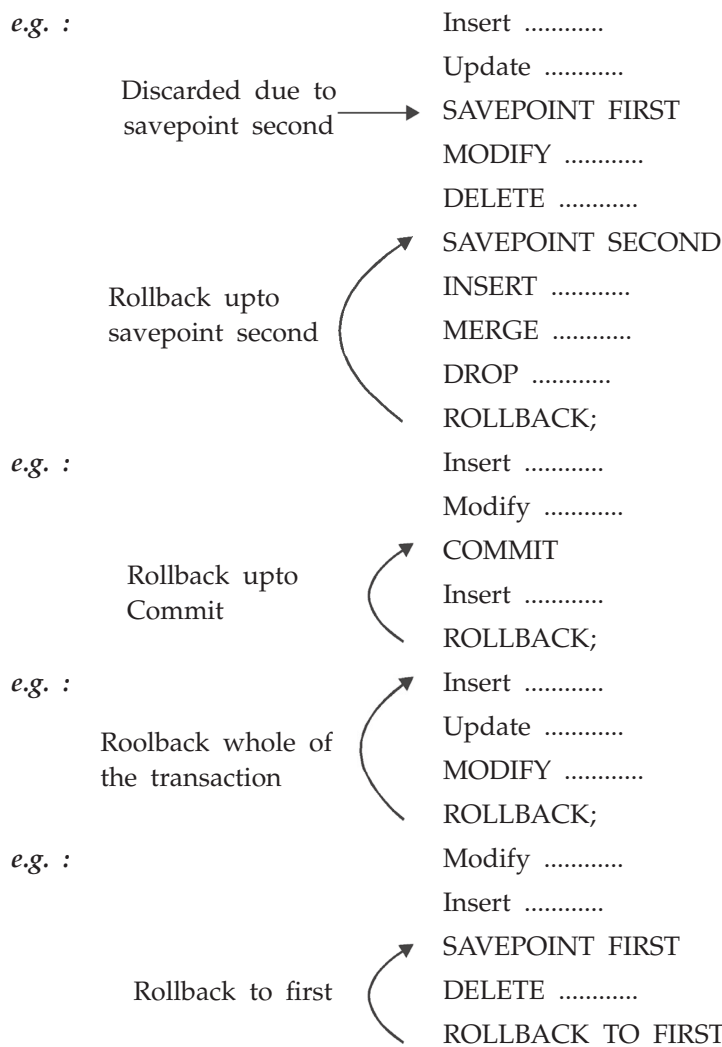 e.g. : Insert ............
Update ............
Discarded due to
savepoint second
SAVEPOINT FIRST
MODIFY ............
DELETE ............
SAVEPOINT SECOND
Rollback upto
savepoint second
INSERT ............
MERGE ............
DROP ............
ROLLBACK;
e.g. : Insert ............
Modify ............
COMMIT
Rollback upto
Commit
Insert ............
ROLLBACK;
e.g. : Insert ............
Update ............
Roolback whole of
the transaction
MODIFY ............
ROLLBACK;
e.g. : Modify ............
Insert ............
SAVEPOINT FIRST
Rollback to first
DELETE ............
ROLLBACK TO FIRST